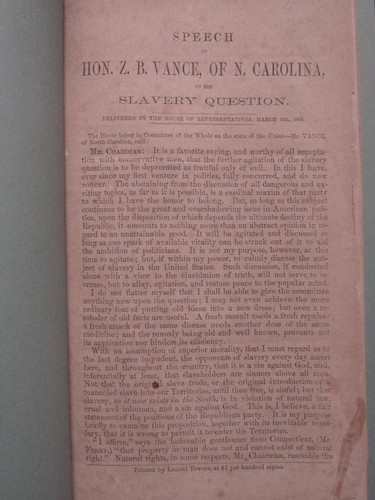 SPEECH
OF
HON. Z. B. VANCE, OF N. CAROLINA,
ON THE
SLAVERY QUESTION.
DELIVERED IN THE HOUSE OF REPRESENTATIVES, MARCH 16th, 1860.
The House being in Committee of the Whole on the state of the Union—Mr. VANCE,
of North Carolina, said:
MR. CHAIRMAN: It is a favorite saying, and worthy of all acceptation
with conservative men, that the further agitation of the slavery
question is to be deprecated as fruitful only of evil. In this I have,
ever since my first venture in politics, fully concurred, and do now
concur. The abstaining from the discussion of all dangerous and exciting
topics, as far as it is possible, is a cardinal maxim of that party
to which I have the honor to belong. But, so long as this subject
continues to be the great and overshadowing issue in American politics,
upon the disposition of which depends the ultimate destiny of the
Republic, it amounts to nothing more than an abstract opinion in regard
to an unattainable good. It will be agitated and discussed as
long as one spark of available vitality can be struck out of it to aid
the ambition of politicians. It is not my purpose, however, at this
time to agitate; but, if within my power, to calmly discuss the subject
of slavery in the United States. Such discussion, if conducted
alone with a view to the elucidation of truth, will not serve to increase,
but to allay, agitation, and restore peace to the popular mind.
I do not flatter myself that I shall be able to give the committee
anything new upon the question; I may not even achieve the more
ordinary feat of putting old ideas into a new dress; but even a reminder
of old facts are useful. A fresh assault needs a fresh repulse;
a fresh attack of the same disease needs another dose of the same
medicine; and the remedy being old and well known, prevents not
its application nor hinders its efficiency.
With an assumption of superior morality, that I must regard as to
the last degree impudent, the opponents of slavery every day assert
here, and throughout the country, that it is a sin against God, and,
inferentially at least, that slaveholders are sinners above all men.
Not that the original slave trade, or the original introduction of
manacled slaves into our Territories, until then free, is sinful; but that
slavery, as it now exists in the South, is in violation of natural law,
cruel and inhuman, and a sin against God. This is, I believe, a fair
statement of the positions of the Republican party. It is my purpose
briefly to examine this proposition, together with its inevitable corollary,
that it is wrong to permit it to enter the Territories.
"I affirm," says the honorable gentleman from Connecticut, (Mr.
FERRY,) "that property in man does not and cannot exist of natural
right." Natural rights, in some respects, Mr. Chairman, resemble the
Printed by Lemuel Towers, at $1 per hundred copies.